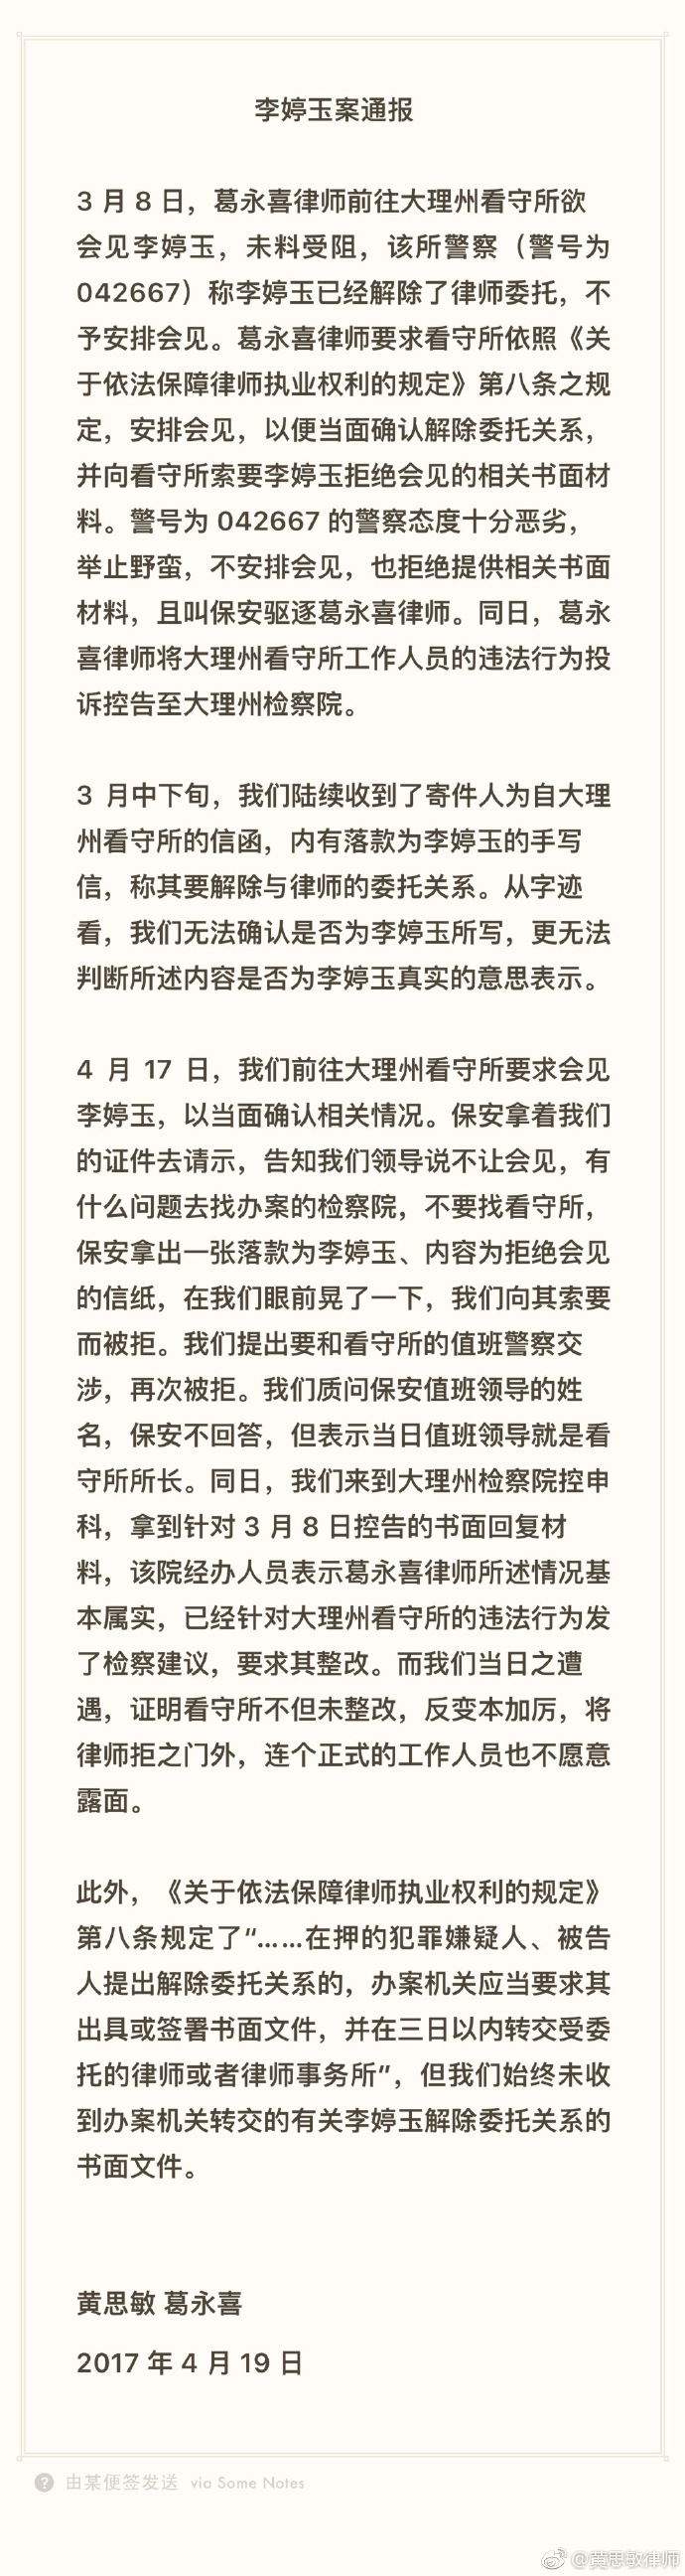 李婷玉案通报
3 月 8 日，葛永喜律师前往大理州看守所欲
会见李婷玉，未料受阻，该所警察（警号为
042667）称李婷玉已经解除了律师委托，不
予安排会见。葛永喜律师要求看守所依照《关
于依法保障律师执业权利的规定》第八条之规
定，安排会见，以便当面确认解除委托关系，
并向看守所索要李婷玉拒绝会见的相关书面材
料。警号为 042667 的警察态度十分恶劣，
举止野蛮，不安排会见，也拒绝提供相关书面
材料，且叫保安驱逐葛永喜律师。同日，葛永
喜律师将大理州看守所工作人员的违法行为投
诉控告至大理州检察院。
3 月中下旬，我们陆续收到了寄件人为自大理
州看守所的信函，内有落款为李婷玉的手写
信，称其要解除与律师的委托关系。从字迹
看，我们无法确认是否为李婷玉所写，更无法
判断所述内容是否为李婷玉真实的意思表示。
4 月 17 日，我们前往大理州看守所要求会见
李婷玉，以当面确认相关情况。保安拿着我们
的证件去请示，告知我们领导说不让会见，有
什么问题去找办案的检察院，不要找看守所，
保安拿出一张落款为李婷玉、内容为拒绝会见
的信纸，在我们眼前晃了一下，我们向其索要
而被拒。我们提出要和看守所的值班警察交
涉，再次被拒。我们质问保安值班领导的姓
名，保安不回答，但表示当日值班领导就是看
守所所长。同日，我们来到大理州检察院控申
科，拿到针对 3 月 8 日控告的书面回复材
料，该院经办人员表示葛永喜律师所述情况基
本属实，已经针对大理州看守所的违法行为发
了检察建议，要求其整改。而我们当日之遭
遇，证明看守所不但未整改，反变本加厉，将
律师拒之门外，连个正式的工作人员也不愿意
露面。
此外，《关于依法保障律师执业权利的规定》
第八条规定了“……在押的犯罪嫌疑人、被告
人提出解除委托关系的，办案机关应当要求其
出具或签署书面文件，并在三日以内转交受委
托的律师或者律师事务所”，但我们始终未收
到办案机关转交的有关李婷玉解除委托关系的
书面文件。
黄思敏 葛永喜
2017 年 4 月 19 日
? 由某便签发送 via Some Notes
@黄思敏律师